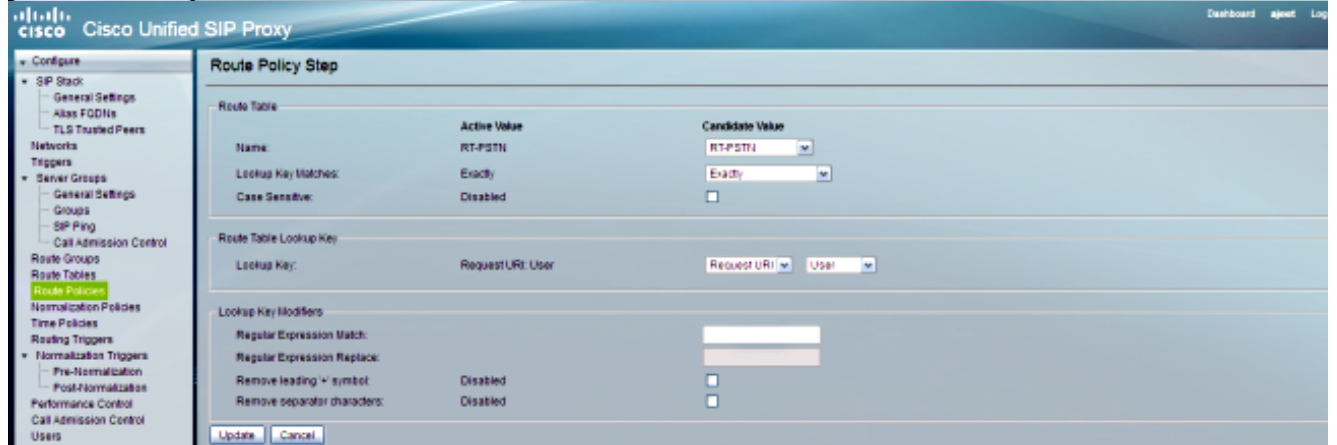 Dashboard ajeet Log
cisco Cisco Unified SIP Proxy
Configure
SIP Stack
General Settings
Alias FQDNs
TLS Trusted Peers
Networks
Triggers
Server Groups
General Settings
Groups
SIP Ping
Call Admission Control
Route Groups
Route Tables
Route Policies
Normalization Policies
Time Policies
Routing Triggers
Normalization Triggers
Pre-Normalization
Post-Normalization
Performance Control
Call Admission Control
Users
Route Policy Step
Route Table
Active Value Candidate Value
Name: RT-PSTN RT-PSTN
Lookup Key Matches: Exactly Exactly
Case Sensitive: Disabled
Route Table Lookup Key
Lookup Key: Request URI: User Request URI User
Lookup Key Modifiers
Regular Expression Match:
Regular Expression Replace:
Remove leading '+' symbol: Disabled
Remove separator characters: Disabled
Update Cancel